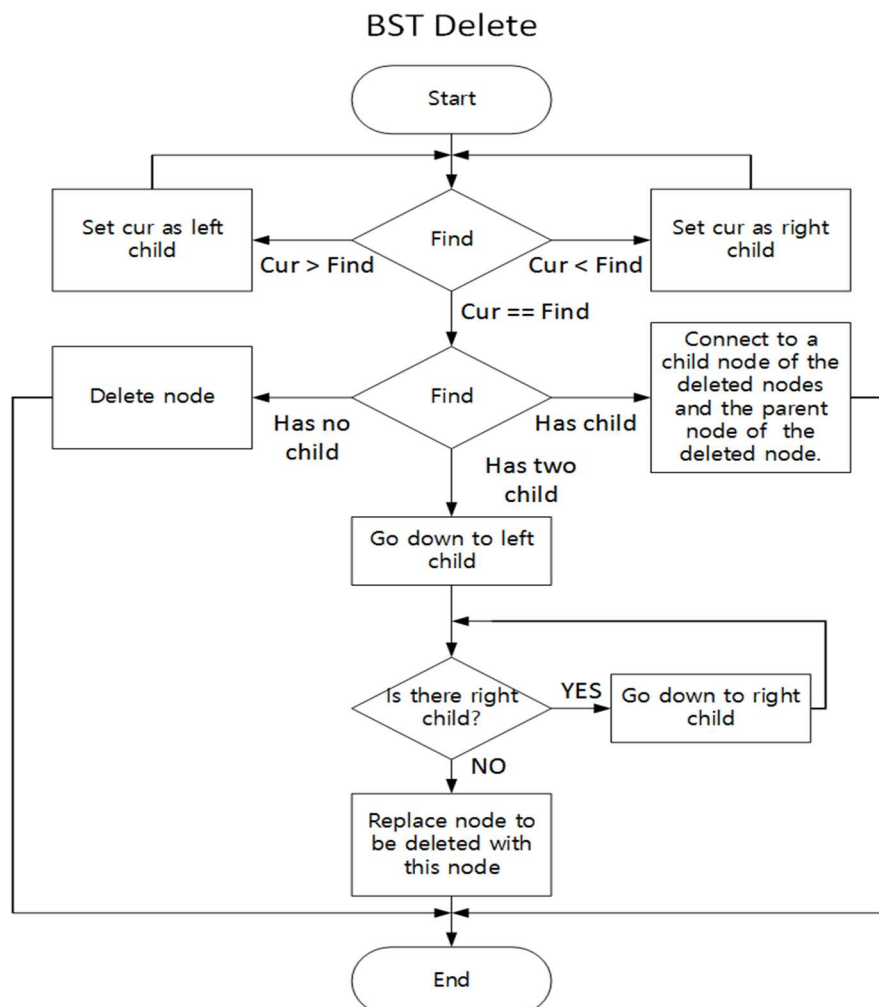 BST Delete
Start
Set cur as left
child
Find
Set cur as right
child
Cur > Find
Cur < Find
Cur == Find
Delete node
Find
Connect to a
child node of the
deleted nodes
and the parent
node of the
deleted node.
Has no
child
Has child
Has two
child
Go down to left
child
Is there right
child?
YES
Go down to right
child
NO
Replace node to
be deleted with
this node
End